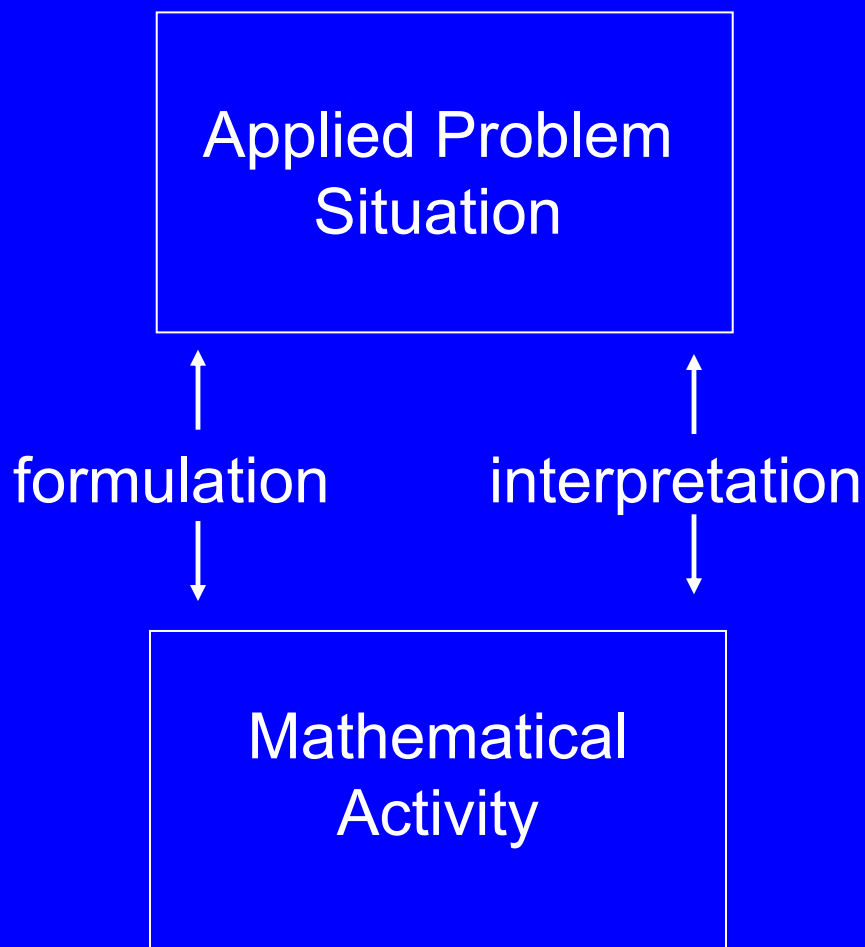 Applied Problem
Situation
formulation
interpretation
Mathematical
Activity